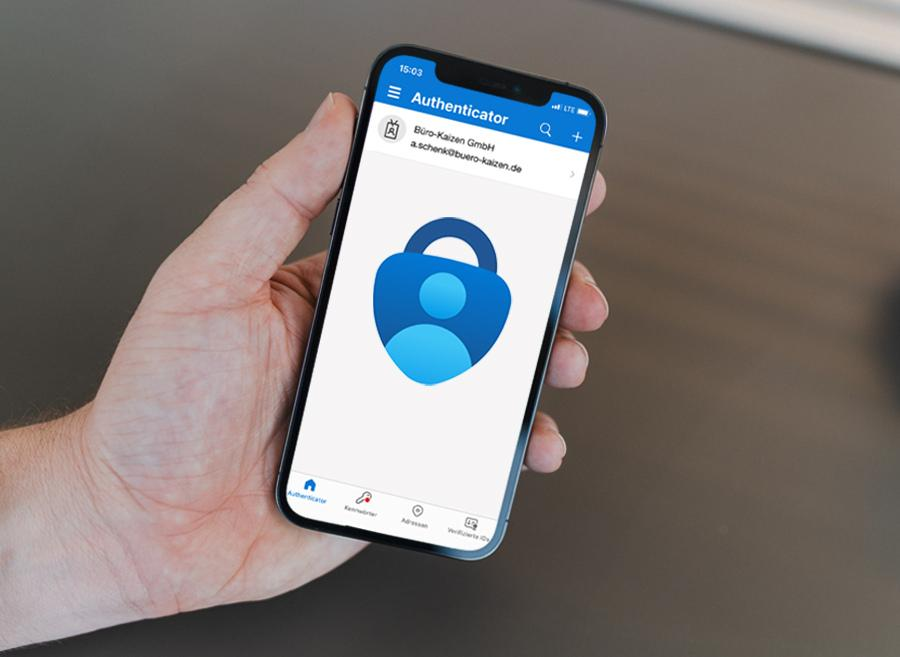 15:03
LTE
Authenticator
Büro-Kaizen GmbH
a.schenk@buero-kaizen.de
Authenticator
Kennwörter
Adressen
Verifizierte IDs